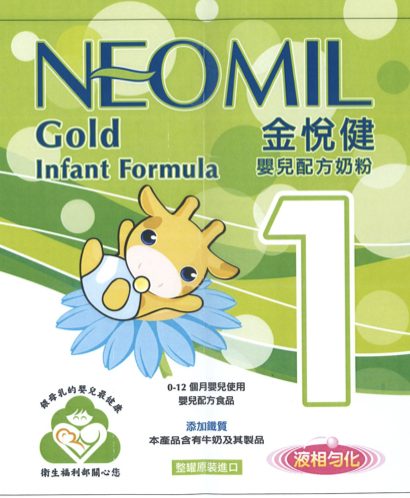 NEOMIL
Gold
Infant Formula
金悅健
嬰兒配方奶粉
1
0-12 個月嬰兒使用
嬰兒配方食品
添加鐵質
本產品含有牛奶及其製品
整罐原裝進口
液相勻化
餵母乳的嬰兒最健康
衛生福利部關心您